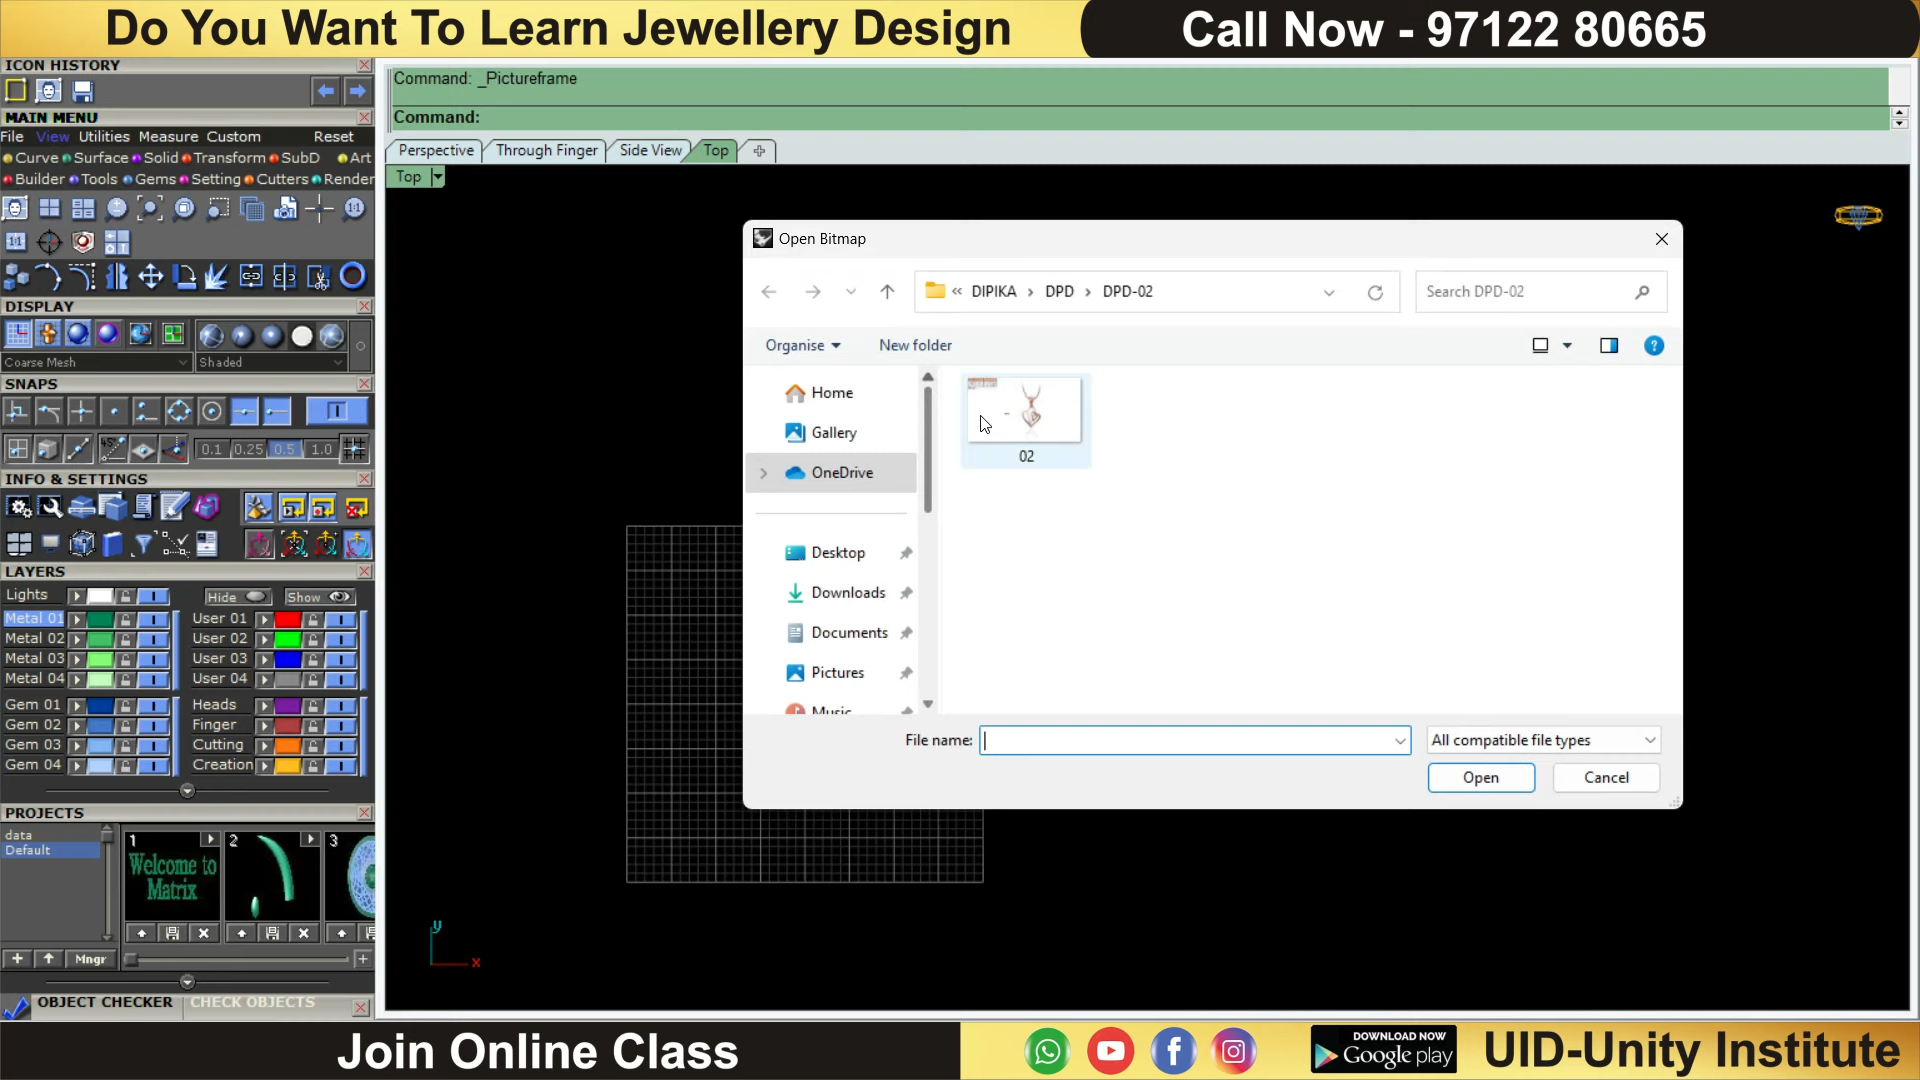 Do You Want To Learn Jewellery Design
Call Now - 97122 80665
ICON HISTORY
MAIN MENU
File View Utilities Measure Custom Reset
Curve Surface Solid Transform SubD Art
Builder Tools Gems Setting Cutters Render
DISPLAY
Coarse Mesh
Shaded
SNAPS
0.1 0.25 0.5 1.0
INFO & SETTINGS
LAYERS
Lights
Hide
Show
Metal 01
User 01
Metal 02
User 02
Metal 03
User 03
Metal 04
User 04
Gem 01
Heads
Gem 02
Finger
Gem 03
Cutting
Gem 04
Creation
PROJECTS
data
Default
1
Welcome to
Matrix
2
3
Mngr
OBJECT CHECKER
CHECK OBJECTS
Command: _Pictureframe
Command:
Perspective
Through Finger
Side View
Top
Top
y
x
Open Bitmap
« DIPIKA › DPD › DPD-02
Search DPD-02
Organise
New folder
Home
Gallery
OneDrive
Desktop
Downloads
Documents
Pictures
Music
02
File name:
All compatible file types
Open
Cancel
Join Online Class
DOWNLOAD NOW
Google play
UID-Unity Institute